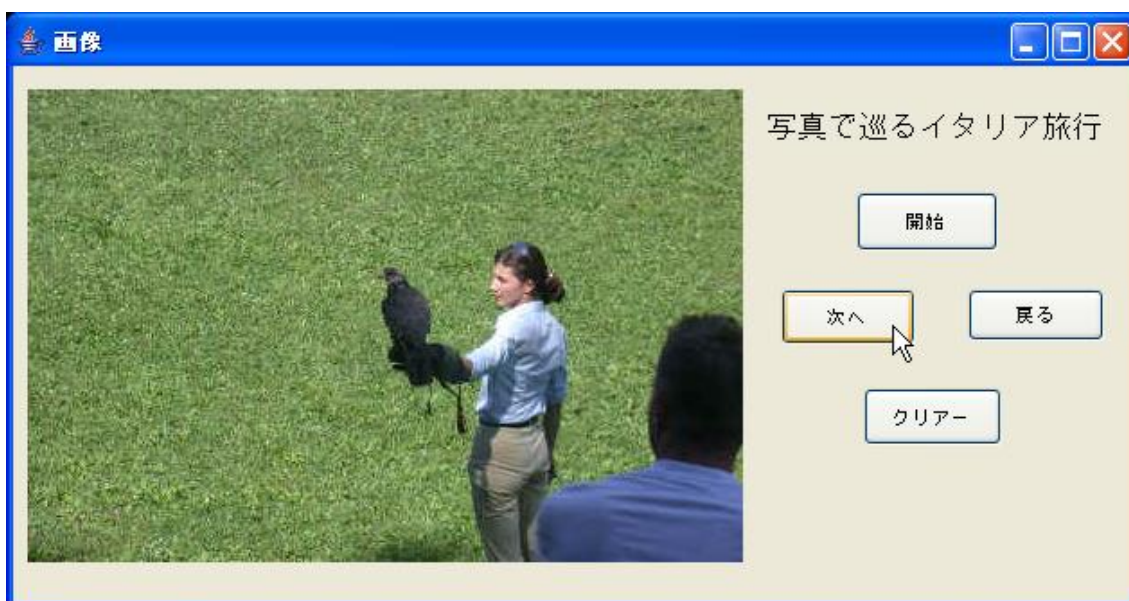 画像
写真で巡るイタリア旅行
開始
次へ
戻る
クリアー